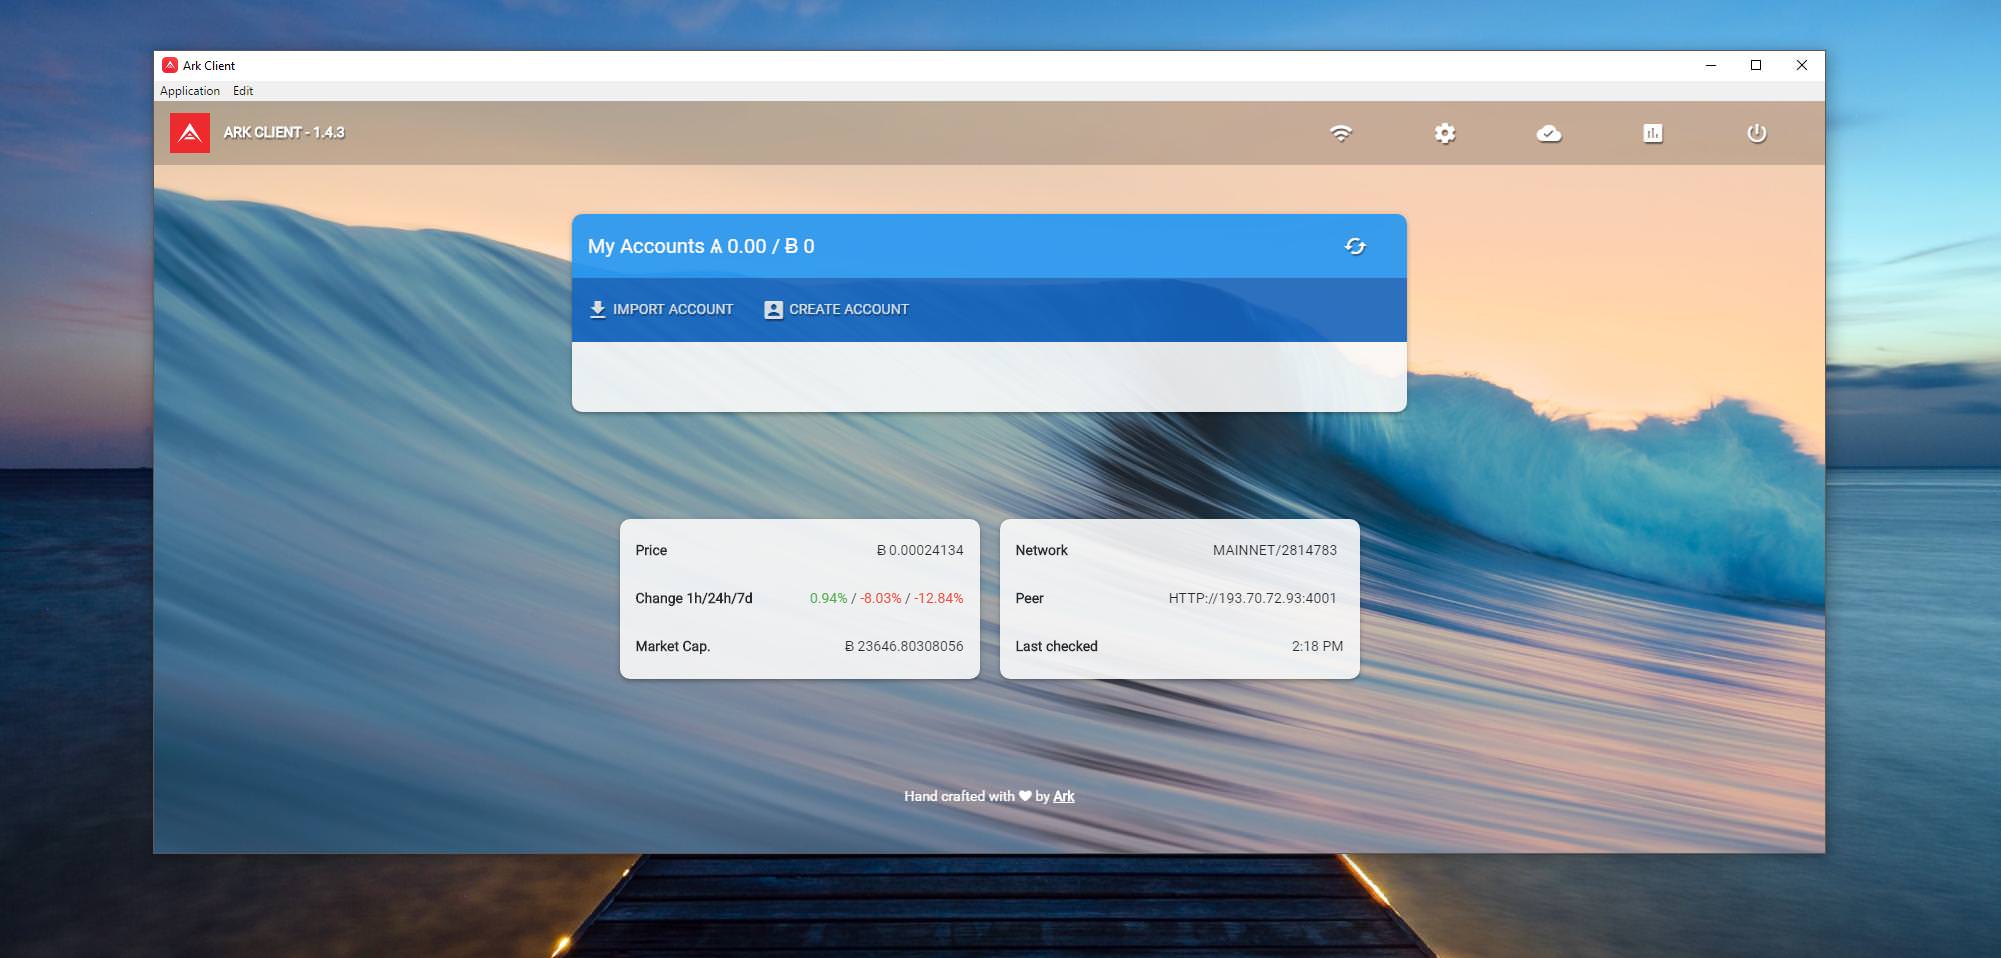 Ark Client
Application Edit
ARK CLIENT - 1.4.3
My Accounts Ѧ 0.00 / Ƀ 0
IMPORT ACCOUNT CREATE ACCOUNT
Price Ƀ 0.00024134
Change 1h/24h/7d 0.94% / -8.03% / -12.84%
Market Cap. Ƀ 23646.80308056
Network MAINNET/2814783
Peer HTTP://193.70.72.93:4001
Last checked 2:18 PM
Hand crafted with ❤ by Ark